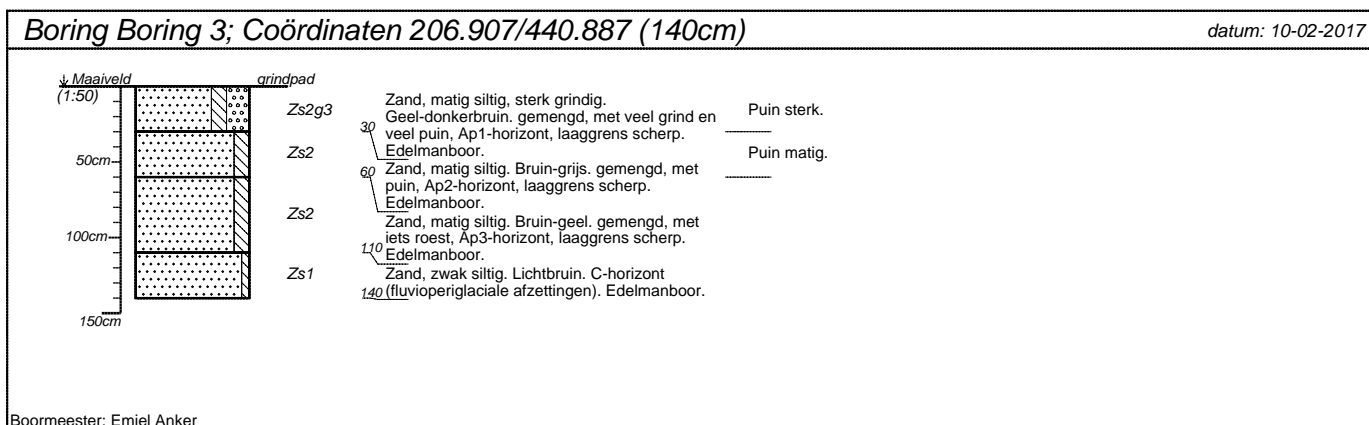 Boring Boring 3; Coördinaten 206.907/440.887 (140cm)
datum: 10-02-2017
Maaiveld
grindpad
(1:50)
Zs2g3
Zand, matig siltig, sterk grindig.
Geel-donkerbruin. gemengd, met veel grind en
veel puin, Ap1-horizont, laaggrens scherp.
Edelmanboor.
Puin sterk.
30
50cm
Zs2
60
Zand, matig siltig. Bruin-grijs. gemengd, met
puin, Ap2-horizont, laaggrens scherp.
Edelmanboor.
Puin matig.
100cm
Zs2
110
Zand, matig siltig. Bruin-geel. gemengd, met
iets roest, Ap3-horizont, laaggrens scherp.
Edelmanboor.
Zs1
140
Zand, zwak siltig. Lichtbruin. C-horizont
(fluvioperiglaciale afzettingen). Edelmanboor.
150cm
Boormeester: Emiel Anker